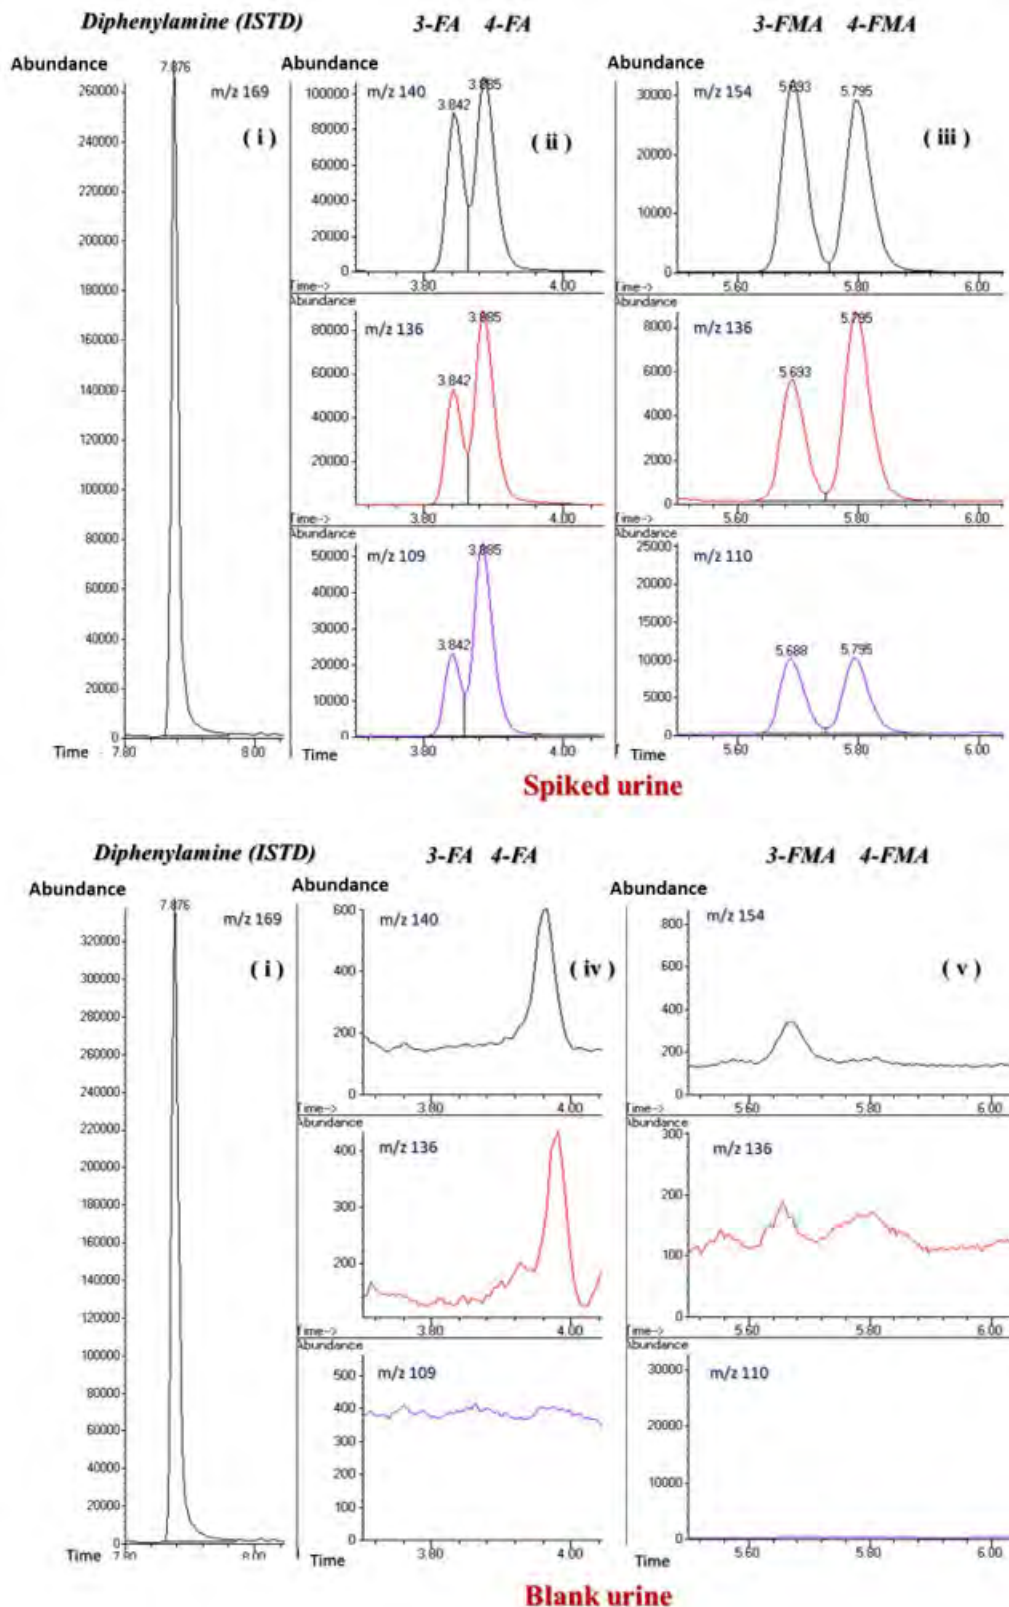 Diphenylamine (ISTD) 3-FA 4-FA 3-FMA 4-FMA
Abundance Abundance Abundance
7.876 m/z 169 ( i )
260000
240000
220000
200000
180000
160000
140000
120000
100000
80000
60000
40000
20000
0
7.80 8.00
Time
m/z 140 3.842 3.885 ( ii )
100000
80000
60000
40000
20000
0
Time--> 3.80 4.00
Abundance
m/z 136 3.842 3.885
80000
60000
40000
20000
Time--> 3.80 4.00
Abundance
m/z 109 3.842 3.885
50000
40000
30000
20000
10000
0
3.80 4.00
Time
m/z 154 5.693 5.795 ( iii )
30000
20000
10000
0
Time--> 5.60 5.80 6.00
Abundance
m/z 136 5.693 5.795
8000
6000
4000
2000
0
Time--> 5.60 5.80 6.00
Abundance
m/z 110 5.688 5.795
25000
20000
15000
10000
5000
0
5.60 5.80 6.00
Time
Spiked urine
Diphenylamine (ISTD) 3-FA 4-FA 3-FMA 4-FMA
Abundance Abundance Abundance
7.876 m/z 169 ( i )
320000
300000
280000
260000
240000
220000
200000
180000
160000
140000
120000
100000
80000
60000
40000
20000
0
7.80 8.00
Time
m/z 140 ( iv )
600
400
200
0
Time--> 3.80 4.00
Abundance
m/z 136
400
300
200
Time--> 3.80 4.00
Abundance
m/z 109
500
400
300
200
100
0
3.80 4.00
Time
m/z 154 ( v )
800
600
400
200
0
Time--> 5.60 5.80 6.00
Abundance
m/z 136
300
200
100
0
Time--> 5.60 5.80 6.00
Abundance
m/z 110
30000
20000
10000
0
5.60 5.80 6.00
Time
Blank urine